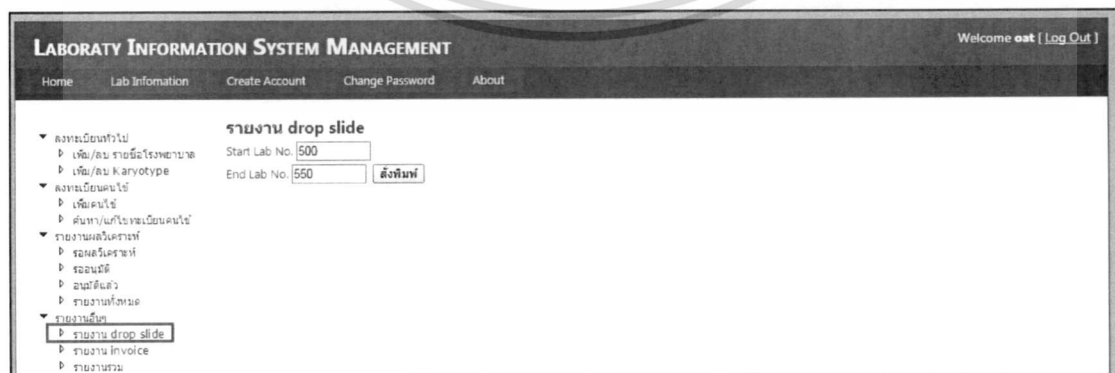 LABORATY INFORMATION SYSTEM MANAGEMENT
Welcome oat [ Log Out ]
Home Lab Infomation Create Account Change Password About
ลงทะเบียนทั่วไป
เพิ่ม/ลบ รายชื่อโรงพยาบาล
เพิ่ม/ลบ Karyotype
ลงทะเบียนคนไข้
เพิ่มคนไข้
ค้นหา/แก้ไขทะเบียนคนไข้
รายงานผลวิเคราะห์
รอผลวิเคราะห์
รออนุมัติ
อนุมัติแล้ว
รายงานทั้งหมด
รายงานอื่นๆ
รายงาน drop slide
รายงาน invoice
รายงานรวม
รายงาน drop slide
Start Lab No. 500
End Lab No. 550 สั่งพิมพ์